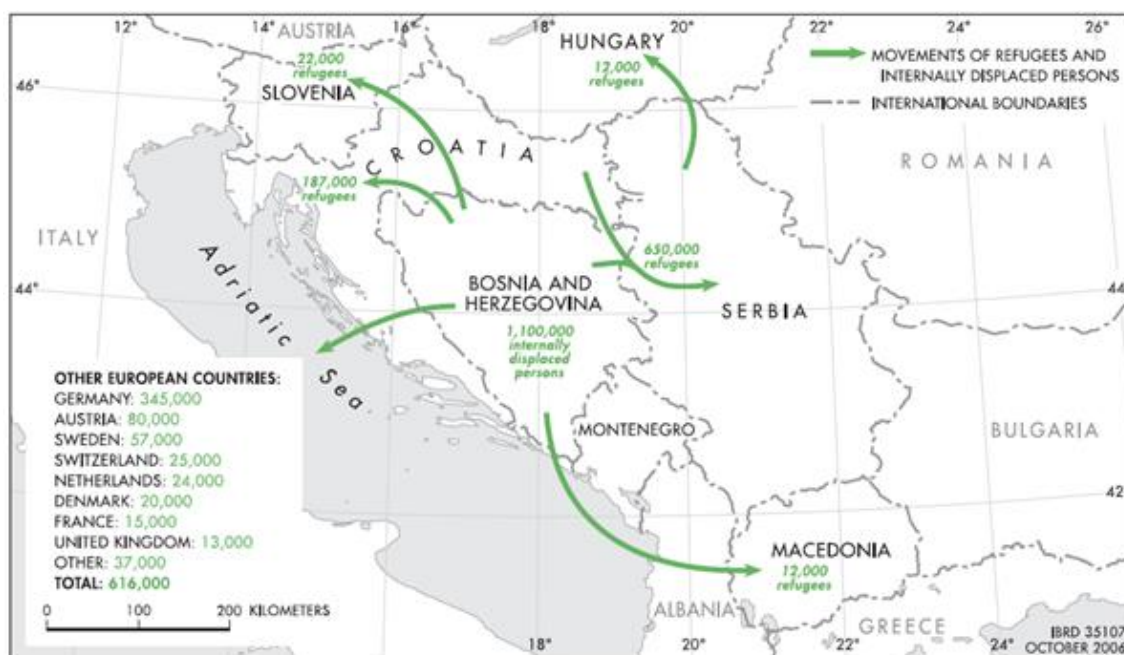 12°
14°
16°
18°
20°
22°
24°
26°
AUSTRIA
22,000
refugees
SLOVENIA
HUNGARY
12,000
refugees
MOVEMENTS OF REFUGEES AND
INTERNALLY DISPLACED PERSONS
INTERNATIONAL BOUNDARIES
46°
CROATIA
ROMANIA
187,000
refugees
ITALY
Adriatic Sea
650,000
refugees
44°
44
BOSNIA AND
HERZEGOVINA
SERBIA
1,100,000
internally
displaced
persons
OTHER EUROPEAN COUNTRIES:
GERMANY: 345,000
AUSTRIA: 80,000
SWEDEN: 57,000
SWITZERLAND: 25,000
NETHERLANDS: 24,000
DENMARK: 20,000
FRANCE: 15,000
UNITED KINGDOM: 13,000
OTHER: 37,000
TOTAL: 616,000
0 100 200 KILOMETERS
MONTENEGRO
BULGARIA
42°
MACEDONIA
12,000
refugees
ALBANIA
GREECE
18°
20°
22°
24°
IBRD 35107
OCTOBER 2006